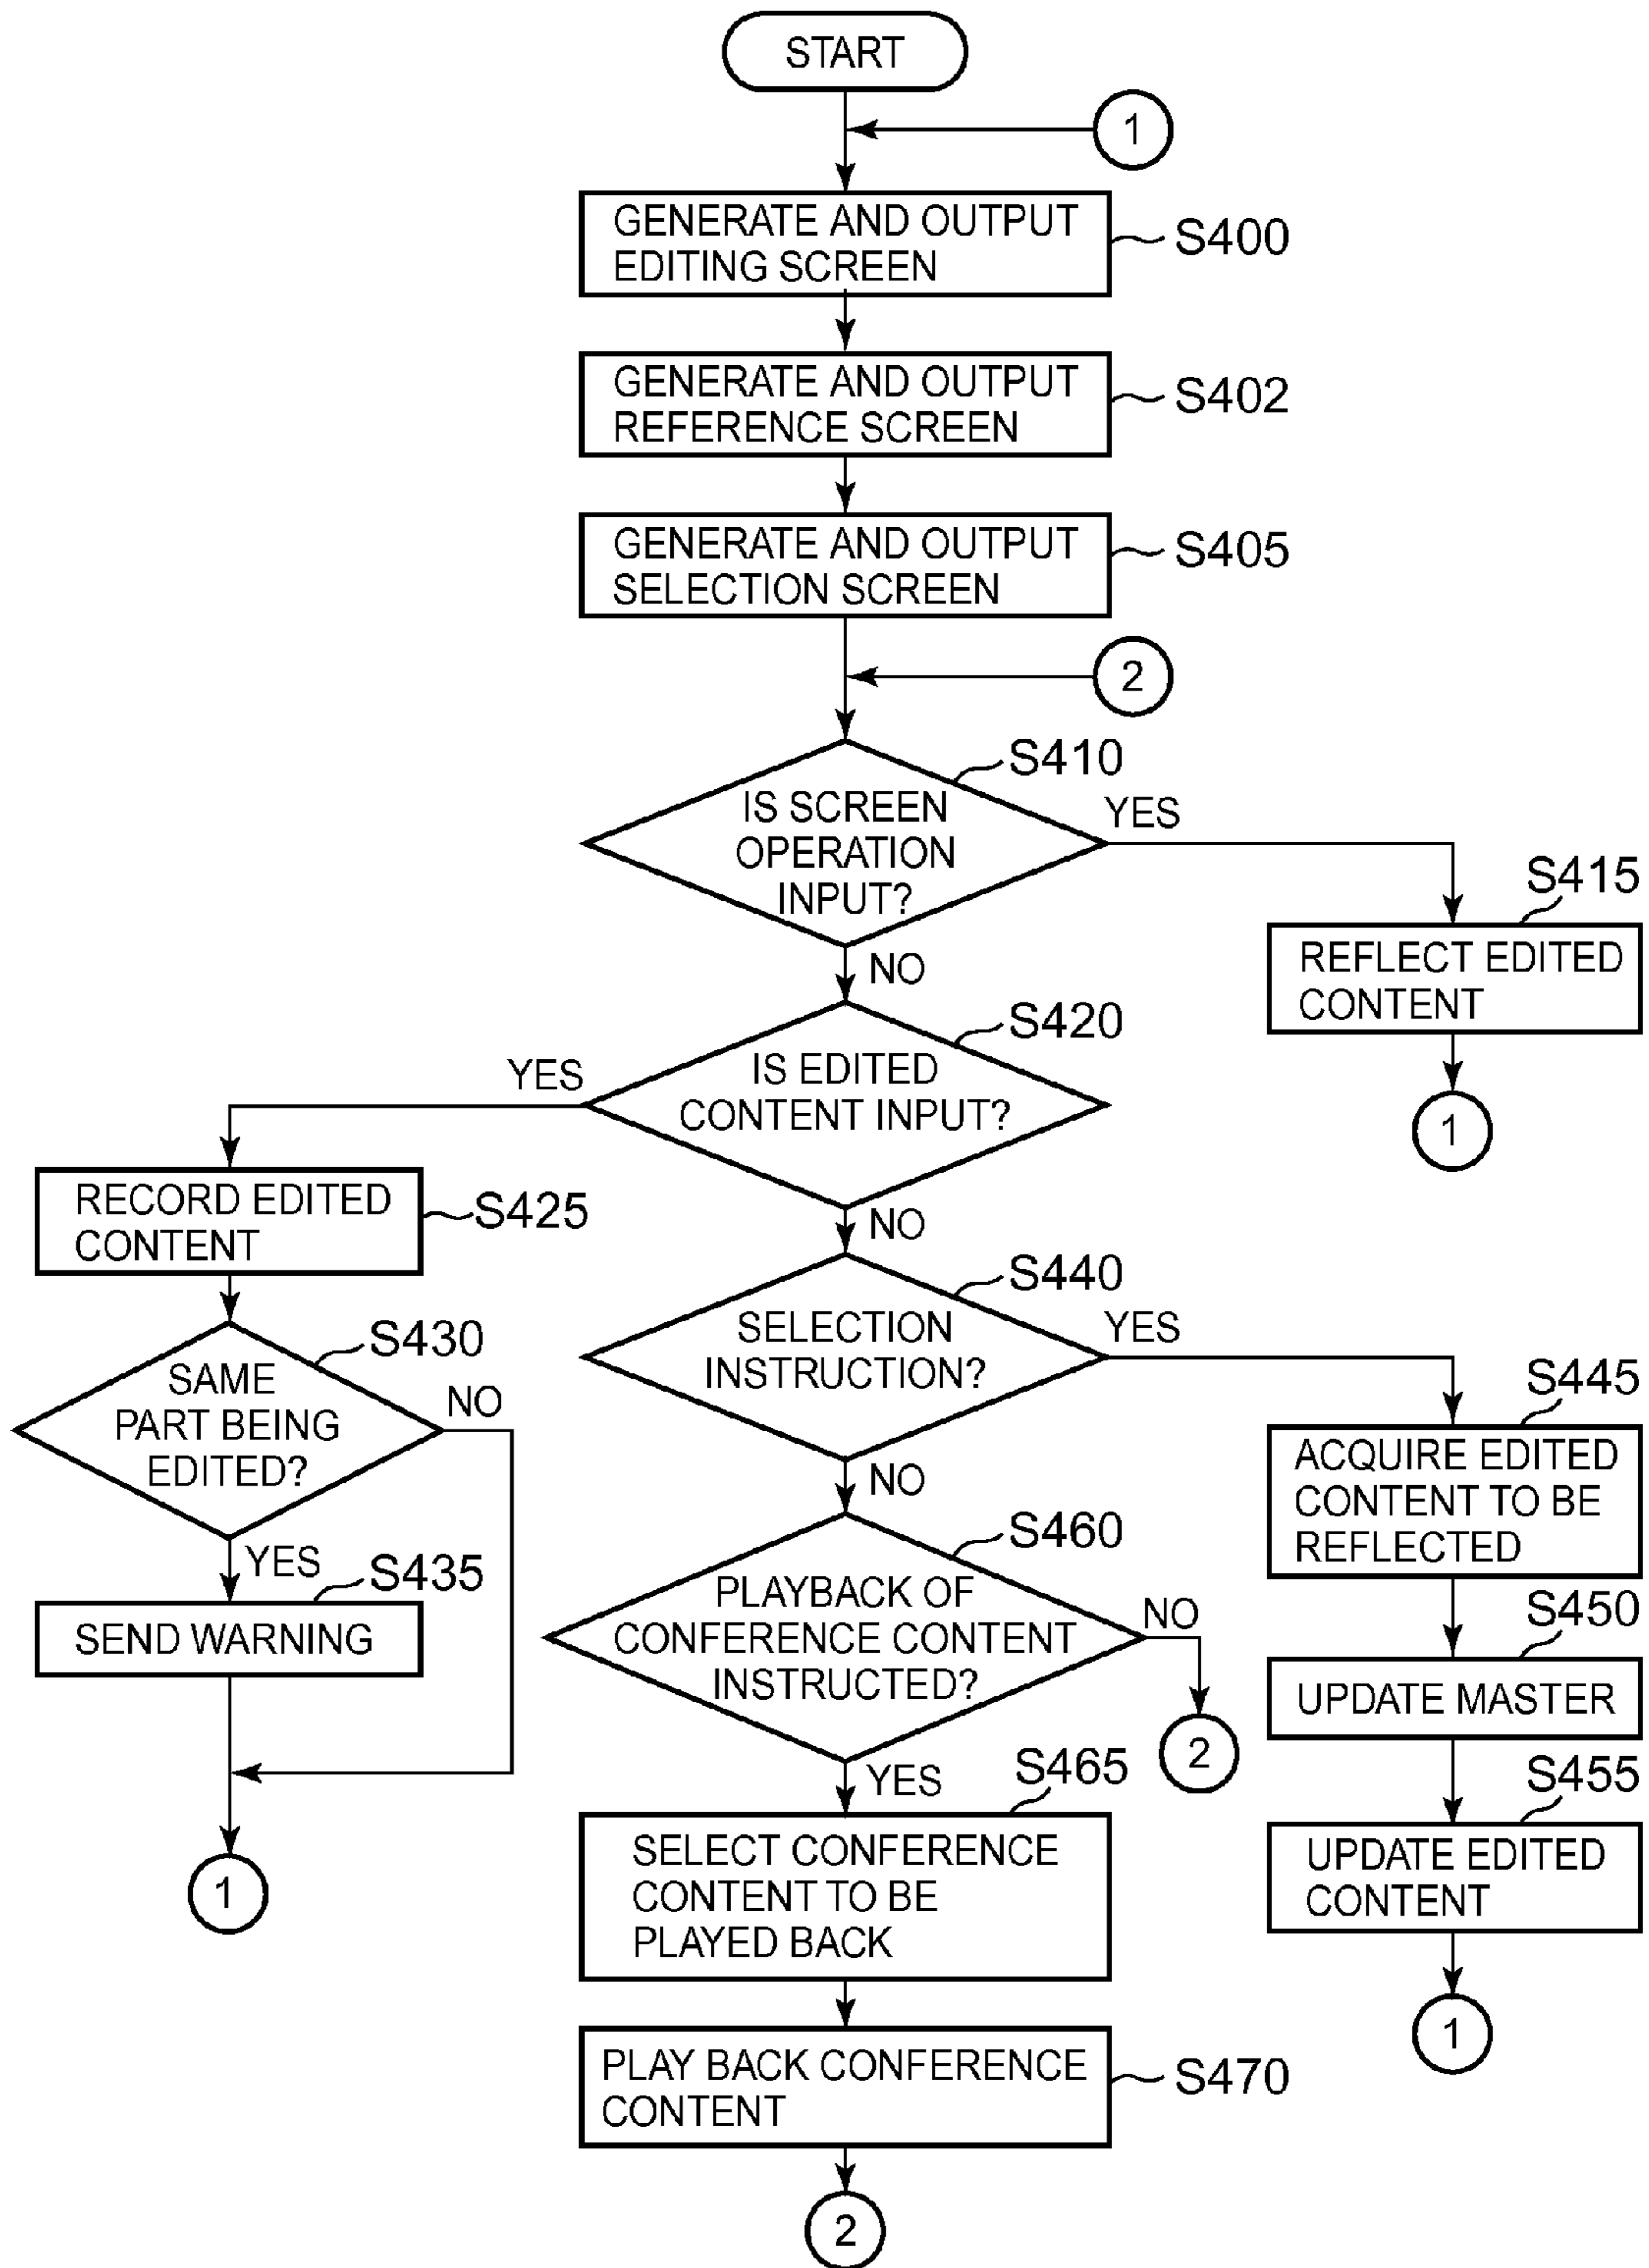 START
1
GENERATE AND OUTPUT
EDITING SCREEN
S400
GENERATE AND OUTPUT
REFERENCE SCREEN
S402
GENERATE AND OUTPUT
SELECTION SCREEN
S405
2
S410
IS SCREEN
OPERATION
INPUT?
YES
NO
S415
REFLECT EDITED
CONTENT
1
S420
IS EDITED
CONTENT INPUT?
YES
NO
RECORD EDITED
CONTENT
S425
S430
SAME
PART BEING
EDITED?
NO
YES
S435
SEND WARNING
1
S440
SELECTION
INSTRUCTION?
YES
NO
S445
ACQUIRE EDITED
CONTENT TO BE
REFLECTED
S450
UPDATE MASTER
S455
UPDATE EDITED
CONTENT
1
S460
PLAYBACK OF
CONFERENCE CONTENT
INSTRUCTED?
NO
2
YES
S465
SELECT CONFERENCE
CONTENT TO BE
PLAYED BACK
PLAY BACK CONFERENCE
CONTENT
S470
2